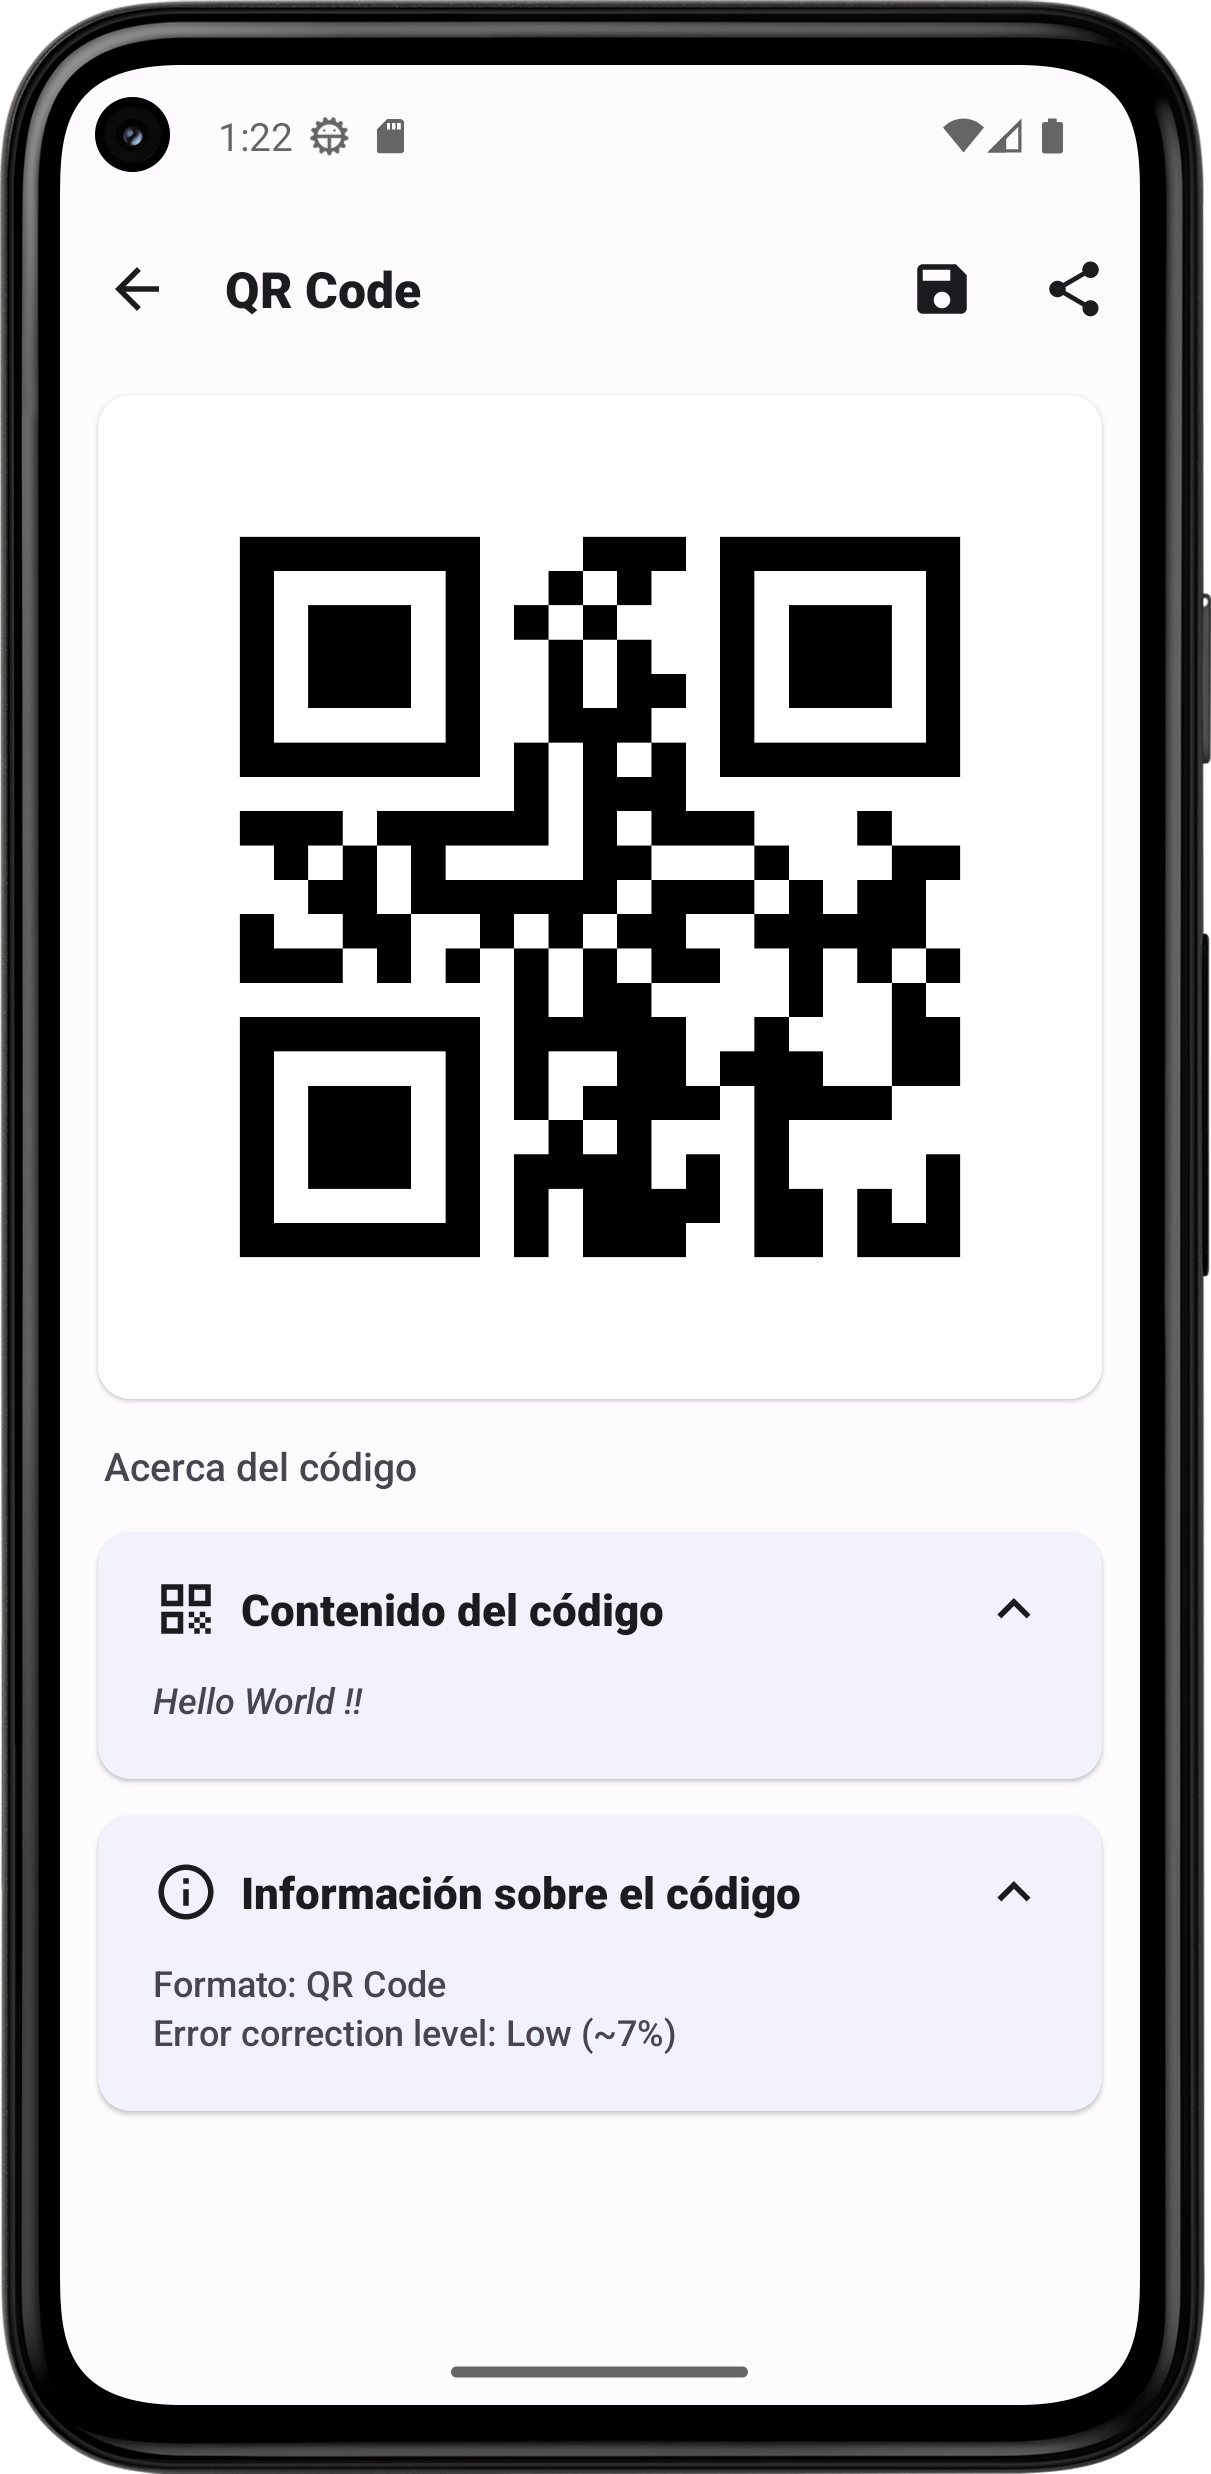 1:22
QR Code
Acerca del código
Contenido del código
Hello World !!
Información sobre el código
Formato: QR Code
Error correction level: Low (~7%)